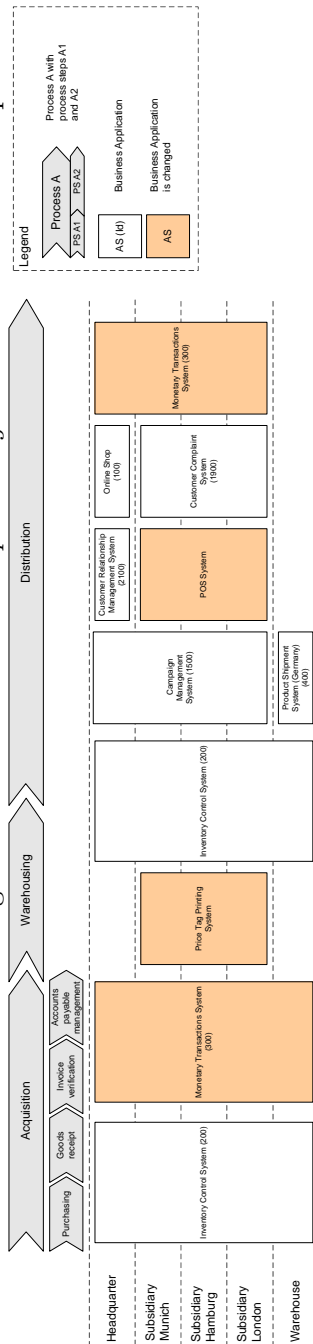 Acquisition
Warehousing
Distribution
Purchasing
Goods
receipt
Invoice
verification
Accounts
payable
management
Headquarter
Subsidiary
Munich
Subsidiary
Hamburg
Subsidiary
London
Warehouse
Inventory Control System (200)
Monetary Transactions System
(300)
Price Tag Printing
System
Inventory Control System (200)
Campaign
Management
System (1500)
Product Shipment
System (Germany)
(400)
Customer Relationship
Management System
(2100)
POS System
Online Shop
(100)
Customer Complaint
System
(1900)
Monetary Transactions
System (300)
Legend
Process A
PS A1
PS A2
Process A with
process steps A1
and A2
AS (Id)
Business Application
AS
Business Application
is changed